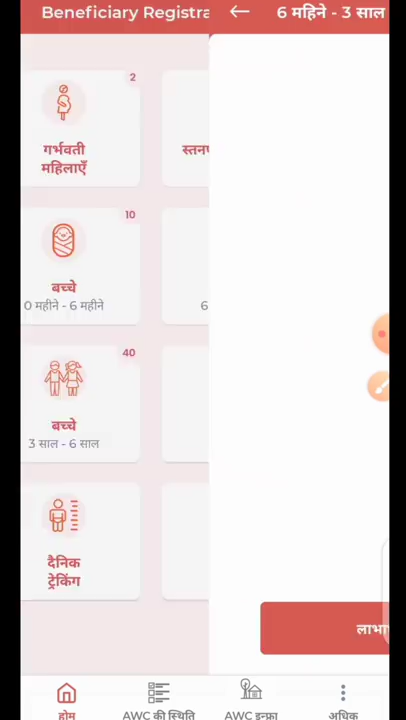 Beneficiary Registra
6 महिने - 3 साल
2
गर्भवती
महिलाएँ
स्तनप
10
बच्चे
0 महीने - 6 महीने
6
40
बच्चे
3 साल - 6 साल
दैनिक
ट्रेकिंग
लाभा
होम
AWC की स्थिति
AWC इन्फ्रा
अधिक